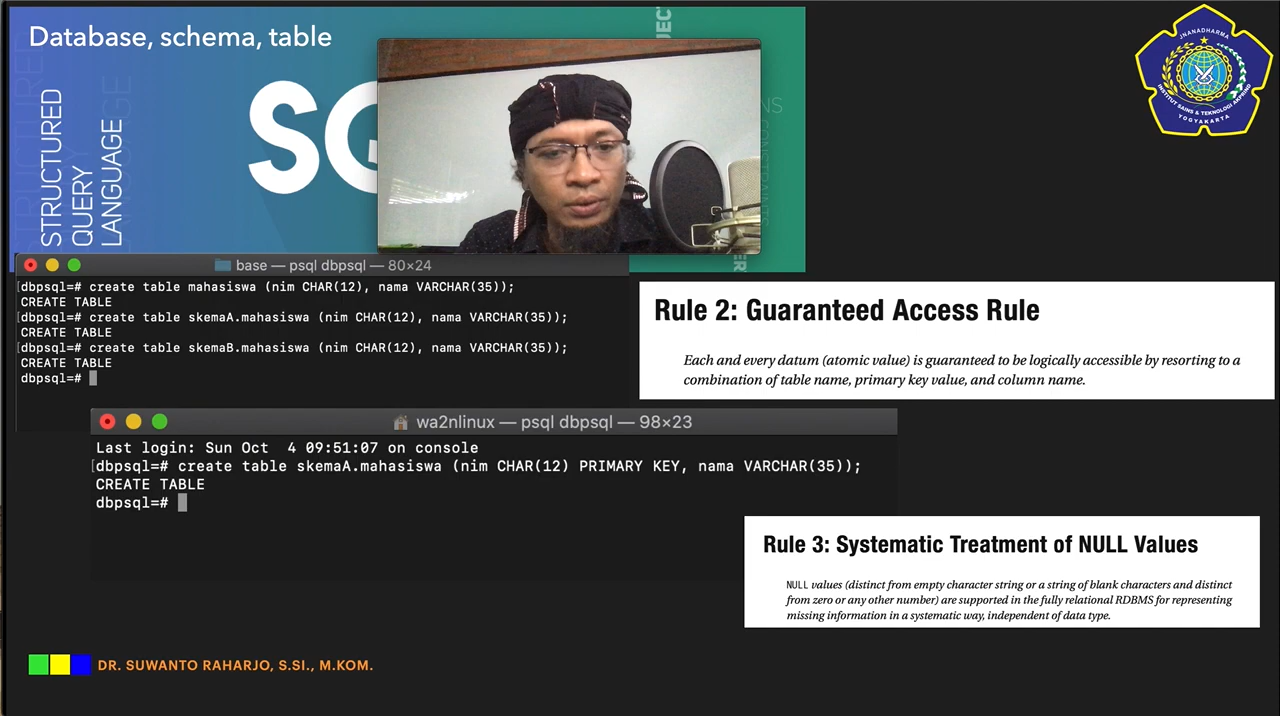 Database, schema, table
STRUCTURED
QUERY
LANGUAGE
base — psql dbpsql — 80×24
[dbpsql=# create table mahasiswa (nim CHAR(12), nama VARCHAR(35));
CREATE TABLE
[dbpsql=# create table skemaA.mahasiswa (nim CHAR(12), nama VARCHAR(35));
CREATE TABLE
[dbpsql=# create table skemaB.mahasiswa (nim CHAR(12), nama VARCHAR(35));
CREATE TABLE
dbpsql=#
Rule 2: Guaranteed Access Rule
Each and every datum (atomic value) is guaranteed to be logically accessible by resorting to a
combination of table name, primary key value, and column name.
wa2nlinux — psql dbpsql — 98×23
Last login: Sun Oct  4 09:51:07 on console
[dbpsql=# create table skemaA.mahasiswa (nim CHAR(12) PRIMARY KEY, nama VARCHAR(35));
CREATE TABLE
dbpsql=#
Rule 3: Systematic Treatment of NULL Values
NULL values (distinct from empty character string or a string of blank characters and distinct
from zero or any other number) are supported in the fully relational RDBMS for representing
missing information in a systematic way, independent of data type.
DR. SUWANTO RAHARJO, S.SI., M.KOM.
JNANADHARMA
INSTITUT SAINS & TEKNOLOGI AKPRIND
YOGYAKARTA